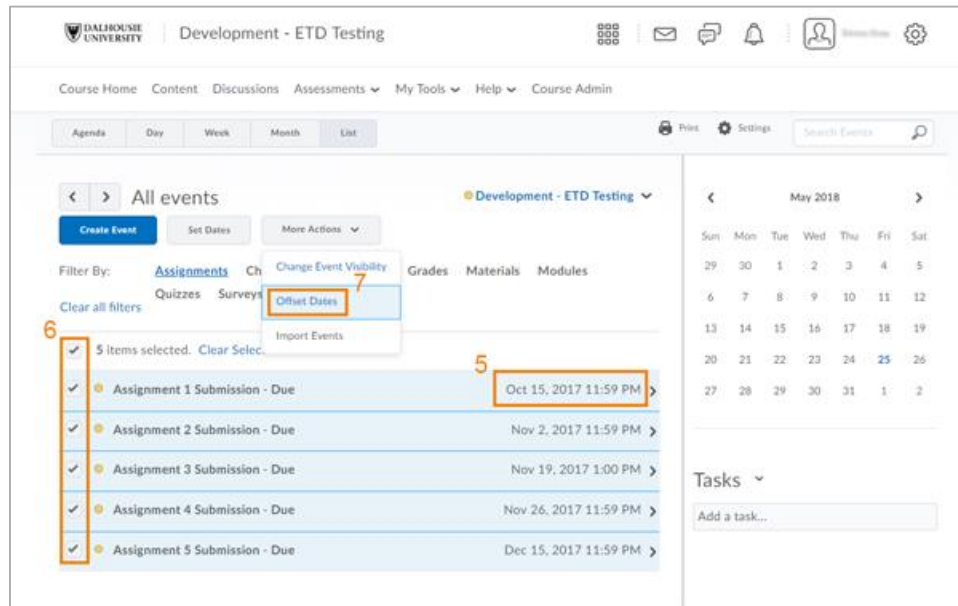 DALHOUSIE
UNIVERSITY
Development - ETD Testing
Course Home Content Discussions Assessments My Tools Help Course Admin
Agenda Day Week Month List
Print Settings Search Events
All events
Development - ETD Testing
Create Event Set Dates More Actions
Filter By: Assignments Ch Change Event Visibility Grades Materials Modules
7
Quizzes Surveys Offset Dates
Clear all filters
Import Events
6
5 items selected. Clear Selec
5
Assignment 1 Submission - Due Oct 15, 2017 11:59 PM
Assignment 2 Submission - Due Nov 2, 2017 11:59 PM
Assignment 3 Submission - Due Nov 19, 2017 1:00 PM
Assignment 4 Submission - Due Nov 26, 2017 11:59 PM
Assignment 5 Submission - Due Dec 15, 2017 11:59 PM
May 2018
Sun Mon Tue Wed Thu Fri Sat
29 30 1 2 3 4 5
6 7 8 9 10 11 12
13 14 15 16 17 18 19
20 21 22 23 24 25 26
27 28 29 30 31 1 2
Tasks
Add a task...